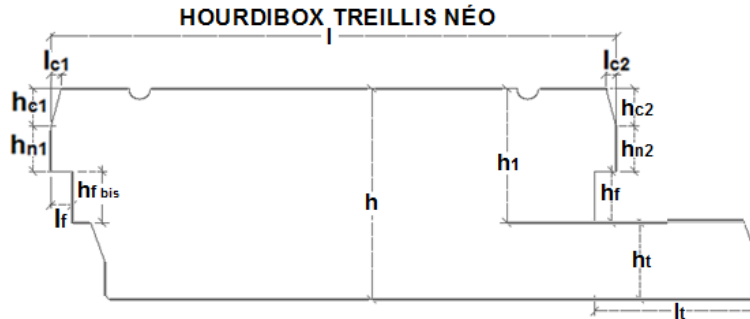 HOURDIBOX TREILLIS NÉO
l
lc1
lc2
hc1
hc2
hn1
hn2
hf bis
h1
lf
h
hf
ht
lt